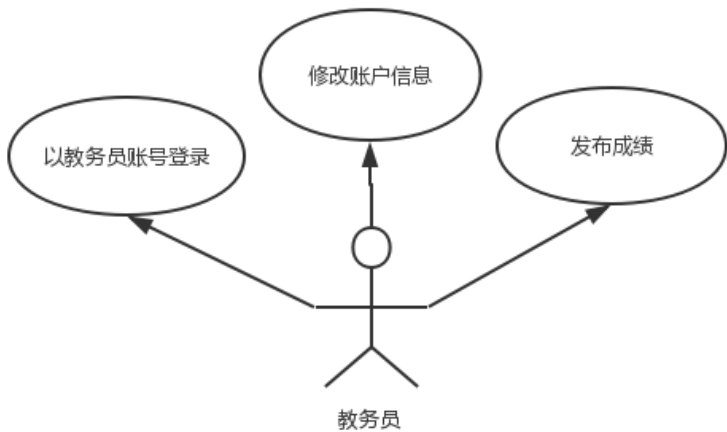 修改账户信息
以教务员账号登录
发布成绩
教务员